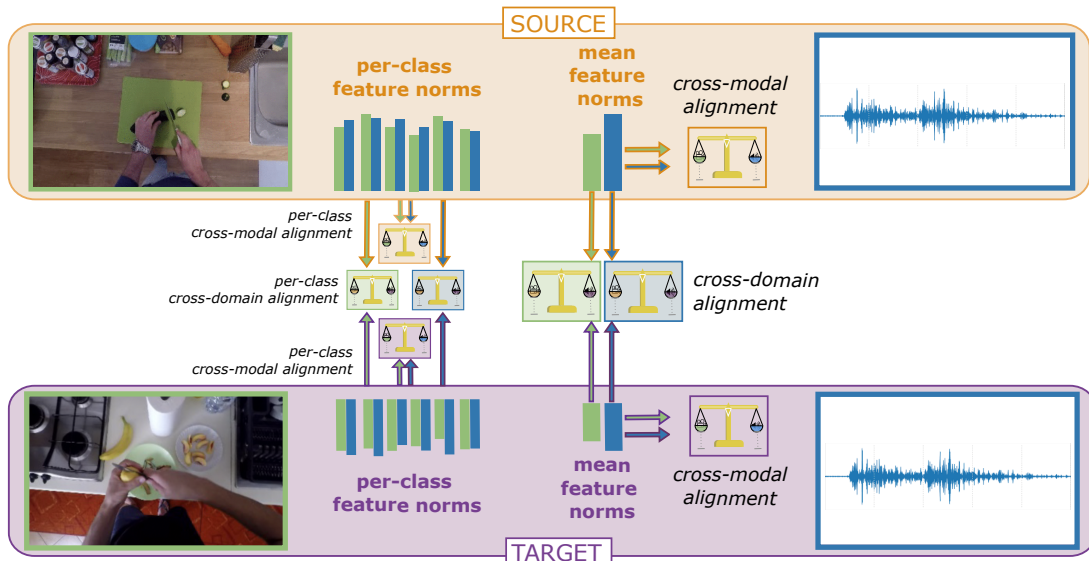 SOURCE
per-class
feature norms
mean
feature
norms
cross-modal
alignment
per-class
cross-modal alignment
per-class
cross-domain alignment
cross-domain
alignment
per-class
cross-modal alignment
per-class
feature norms
mean
feature
norms
cross-modal
alignment
TARGET